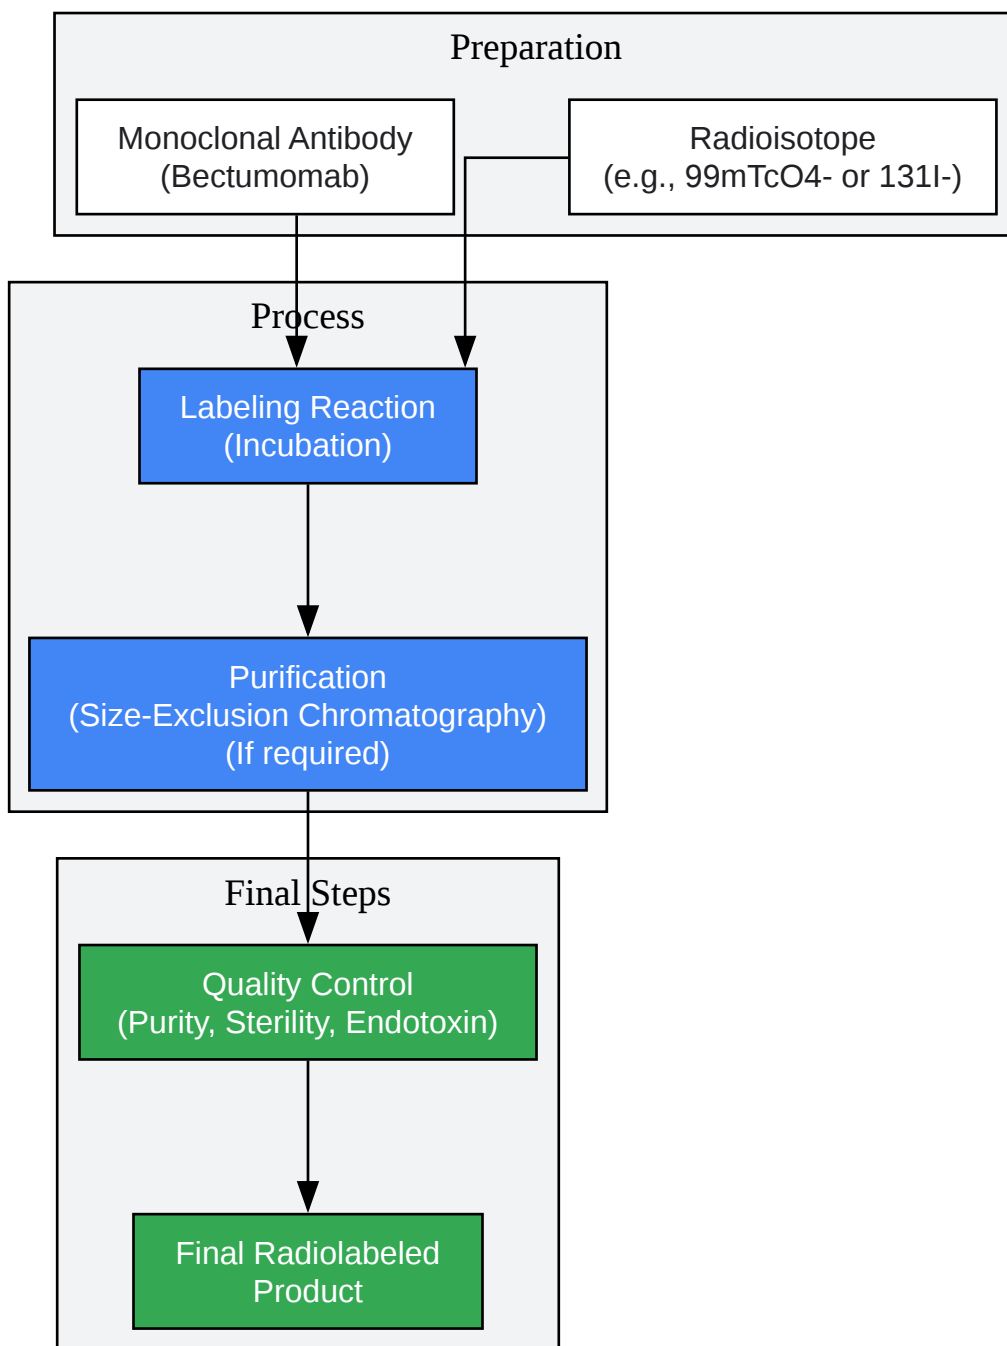 Preparation
Monoclonal Antibody
(Bectumomab)
Radioisotope
(e.g., 99mTcO4- or 131I-)
Process
Labeling Reaction
(Incubation)
Purification
(Size-Exclusion Chromatography)
(If required)
Final Steps
Quality Control
(Purity, Sterility, Endotoxin)
Final Radiolabeled
Product